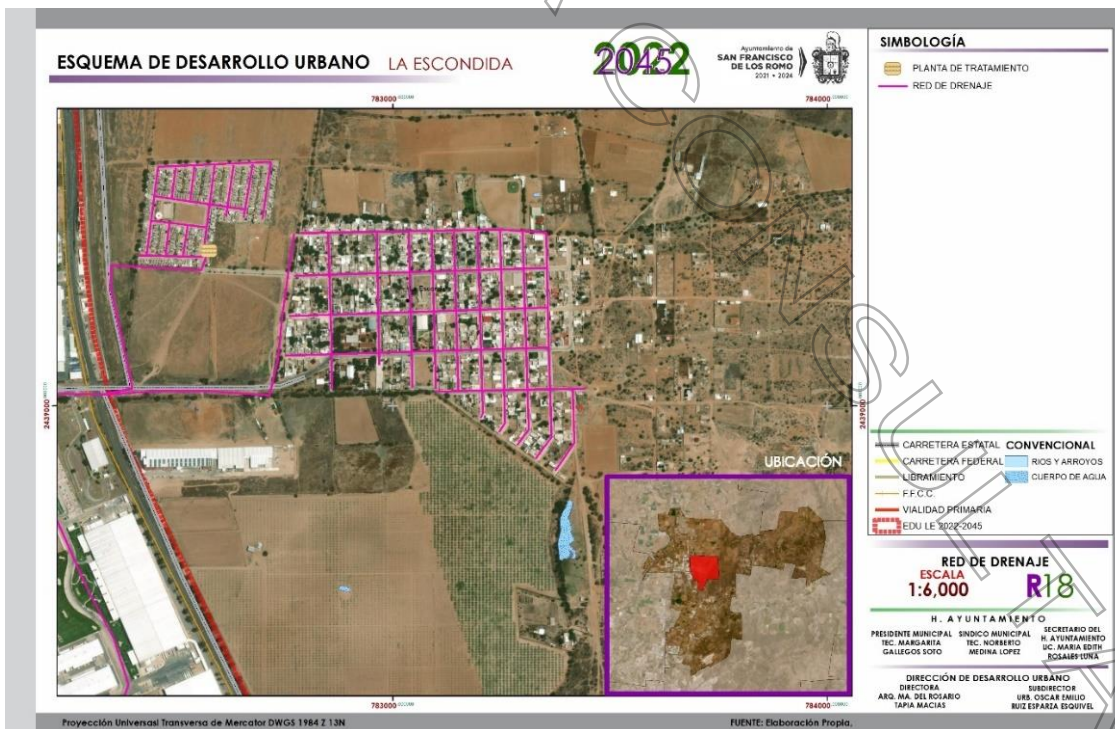 ESQUEMA DE DESARROLLO URBANO LA ESCONDIDA
2022
2045
Ayuntamiento de
SAN FRANCISCO
DE LOS ROMO
2021 • 2024
SIMBOLOGÍA
PLANTA DE TRATAMIENTO
RED DE DRENAJE
783000
784000
2439000
2439000
UBICACIÓN
783000
784000
CARRETERA ESTATAL
CARRETERA FEDERAL
LIBRAMIENTO
F.F.C.C.
VIALIDAD PRIMARIA
EDU LE 2022-2045
CONVENCIONAL
RIOS Y ARROYOS
CUERPO DE AGUA
RED DE DRENAJE
ESCALA
1:6,000
R18
H. AYUNTAMIENTO
PRESIDENTE MUNICIPAL
TEC. MARGARITA
GALLEGOS SOTO
SINDICO MUNICIPAL
TEC. NORBERTO
MEDINA LOPEZ
SECRETARIO DEL
H. AYUNTAMIENTO
LIC. MARIA EDITH
ROSALES LUNA
DIRECCIÓN DE DESARROLLO URBANO
DIRECTORA
ARQ. MA. DEL ROSARIO
TAPIA MACIAS
SUBDIRECTOR
URB. OSCAR EMILIO
RUIZ ESPARZA ESQUIVEL
Proyección Universasl Transversa de Mercator DWGS 1984 Z 13N
FUENTE: Elaboración Propia,